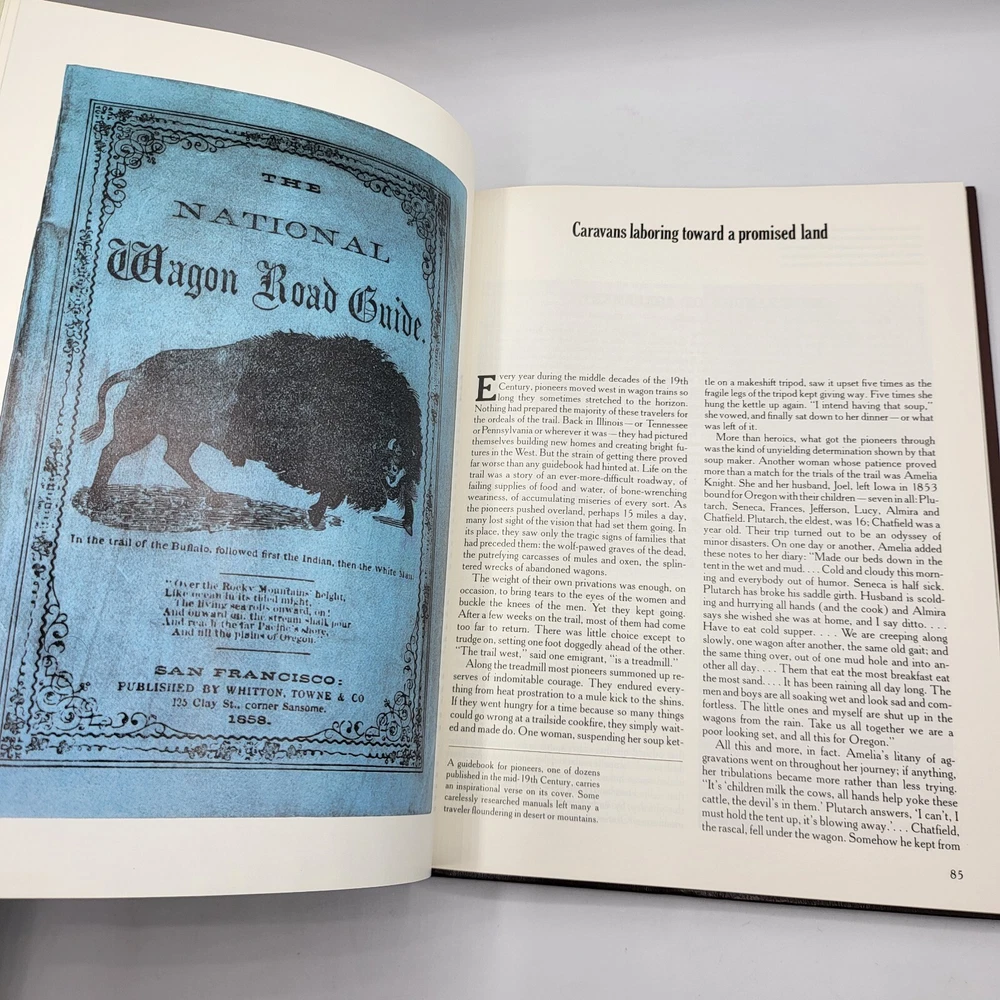 THE
NATIONAL
Wagon Road Guide.
In the trail of the Buffalo, followed first the Indian, then the White Man.
"Over the Rocky Mountains' height,
Like ocean in its tided might,
The living sea rolls onward, on!
And onward on, the stream shall pour
And reach the far Pacific's shore,
And fill the plains of Oregon."
SAN FRANCISCO:
PUBLISHED BY WHITTON, TOWNE & CO
125 Clay St., corner Sansome.
1858.
Caravans laboring toward a promised land
Every year during the middle decades of the 19th
Century, pioneers moved west in wagon trains so
long they sometimes stretched to the horizon.
Nothing had prepared the majority of these travelers for
the ordeals of the trail. Back in Illinois—or Tennessee
or Pennsylvania or wherever it was—they had pictured
themselves building new homes and creating bright fu-
tures in the West. But the strain of getting there proved
far worse than any guidebook had hinted at. Life on the
trail was a story of an ever-more-difficult roadway, of
failing supplies of food and water, of bone-wrenching
weariness, of accumulating miseries of every sort. As
the pioneers pushed overland, perhaps 15 miles a day,
many lost sight of the vision that had set them going. In
its place, they saw only the tragic signs of families that
had preceded them: the wolf-pawed graves of the dead,
the putrefying carcasses of mules and oxen, the splin-
tered wrecks of abandoned wagons.
The weight of their own privations was enough, on
occasion, to bring tears to the eyes of the women and
buckle the knees of the men. Yet they kept going.
After a few weeks on the trail, most of them had come
too far to return. There was little choice except to
trudge on, setting one foot doggedly ahead of the other.
"The trail west," said one emigrant, "is a treadmill."
Along the treadmill most pioneers summoned up re-
serves of indomitable courage. They endured every-
thing from heat prostration to a mule kick to the shins.
If they went hungry for a time because so many things
could go wrong at a trailside cookfire, they simply wait-
ed and made do. One woman, suspending her soup ket-
A guidebook for pioneers, one of dozens
published in the mid-19th Century, carries
an inspirational verse on its cover. Some
carelessly researched manuals left many a
traveler floundering in desert or mountains.
tle on a makeshift tripod, saw it upset five times as the
fragile legs of the tripod kept giving way. Five times she
hung the kettle up again. "I intend having that soup,"
she vowed, and finally sat down to her dinner—or what
was left of it.
More than heroics, what got the pioneers through
was the kind of unyielding determination shown by that
soup maker. Another woman whose patience proved
more than a match for the trials of the trail was Amelia
Knight. She and her husband, Joel, left Iowa in 1853
bound for Oregon with their children—seven in all: Plu-
tarch, Seneca, Frances, Jefferson, Lucy, Almira and
Chatfield. Plutarch, the eldest, was 16; Chatfield was a
year old. Their trip turned out to be an odyssey of
minor disasters. On one day or another, Amelia added
these notes to her diary: "Made our beds down in the
tent in the wet and mud. . . . Cold and cloudy this morn-
ing and everybody out of humor. Seneca is half sick.
Plutarch has broke his saddle girth. Husband is scold-
ing and hurrying all hands (and the cook) and Almira
says she wished she was at home, and I say ditto. . . .
Have to eat cold supper. . . . We are creeping along
slowly, one wagon after another, the same old gait; and
the same thing over, out of one mud hole and into an-
other all day. . . . Them that eat the most breakfast eat
the most sand. . . . It has been raining all day long. The
men and boys are all soaking wet and look sad and com-
fortless. The little ones and myself are shut up in the
wagons from the rain. Take us all together we are a
poor looking set, and all this for Oregon."
All this and more, in fact. Amelia's litany of ag-
gravations went on throughout her journey; if anything,
her tribulations became more rather than less trying.
"It's 'children milk the cows, all hands help yoke these
cattle, the devil's in them.' Plutarch answers, 'I can't, I
must hold the tent up, it's blowing away.'. . . Chatfield,
the rascal, fell under the wagon. Somehow he kept from
85